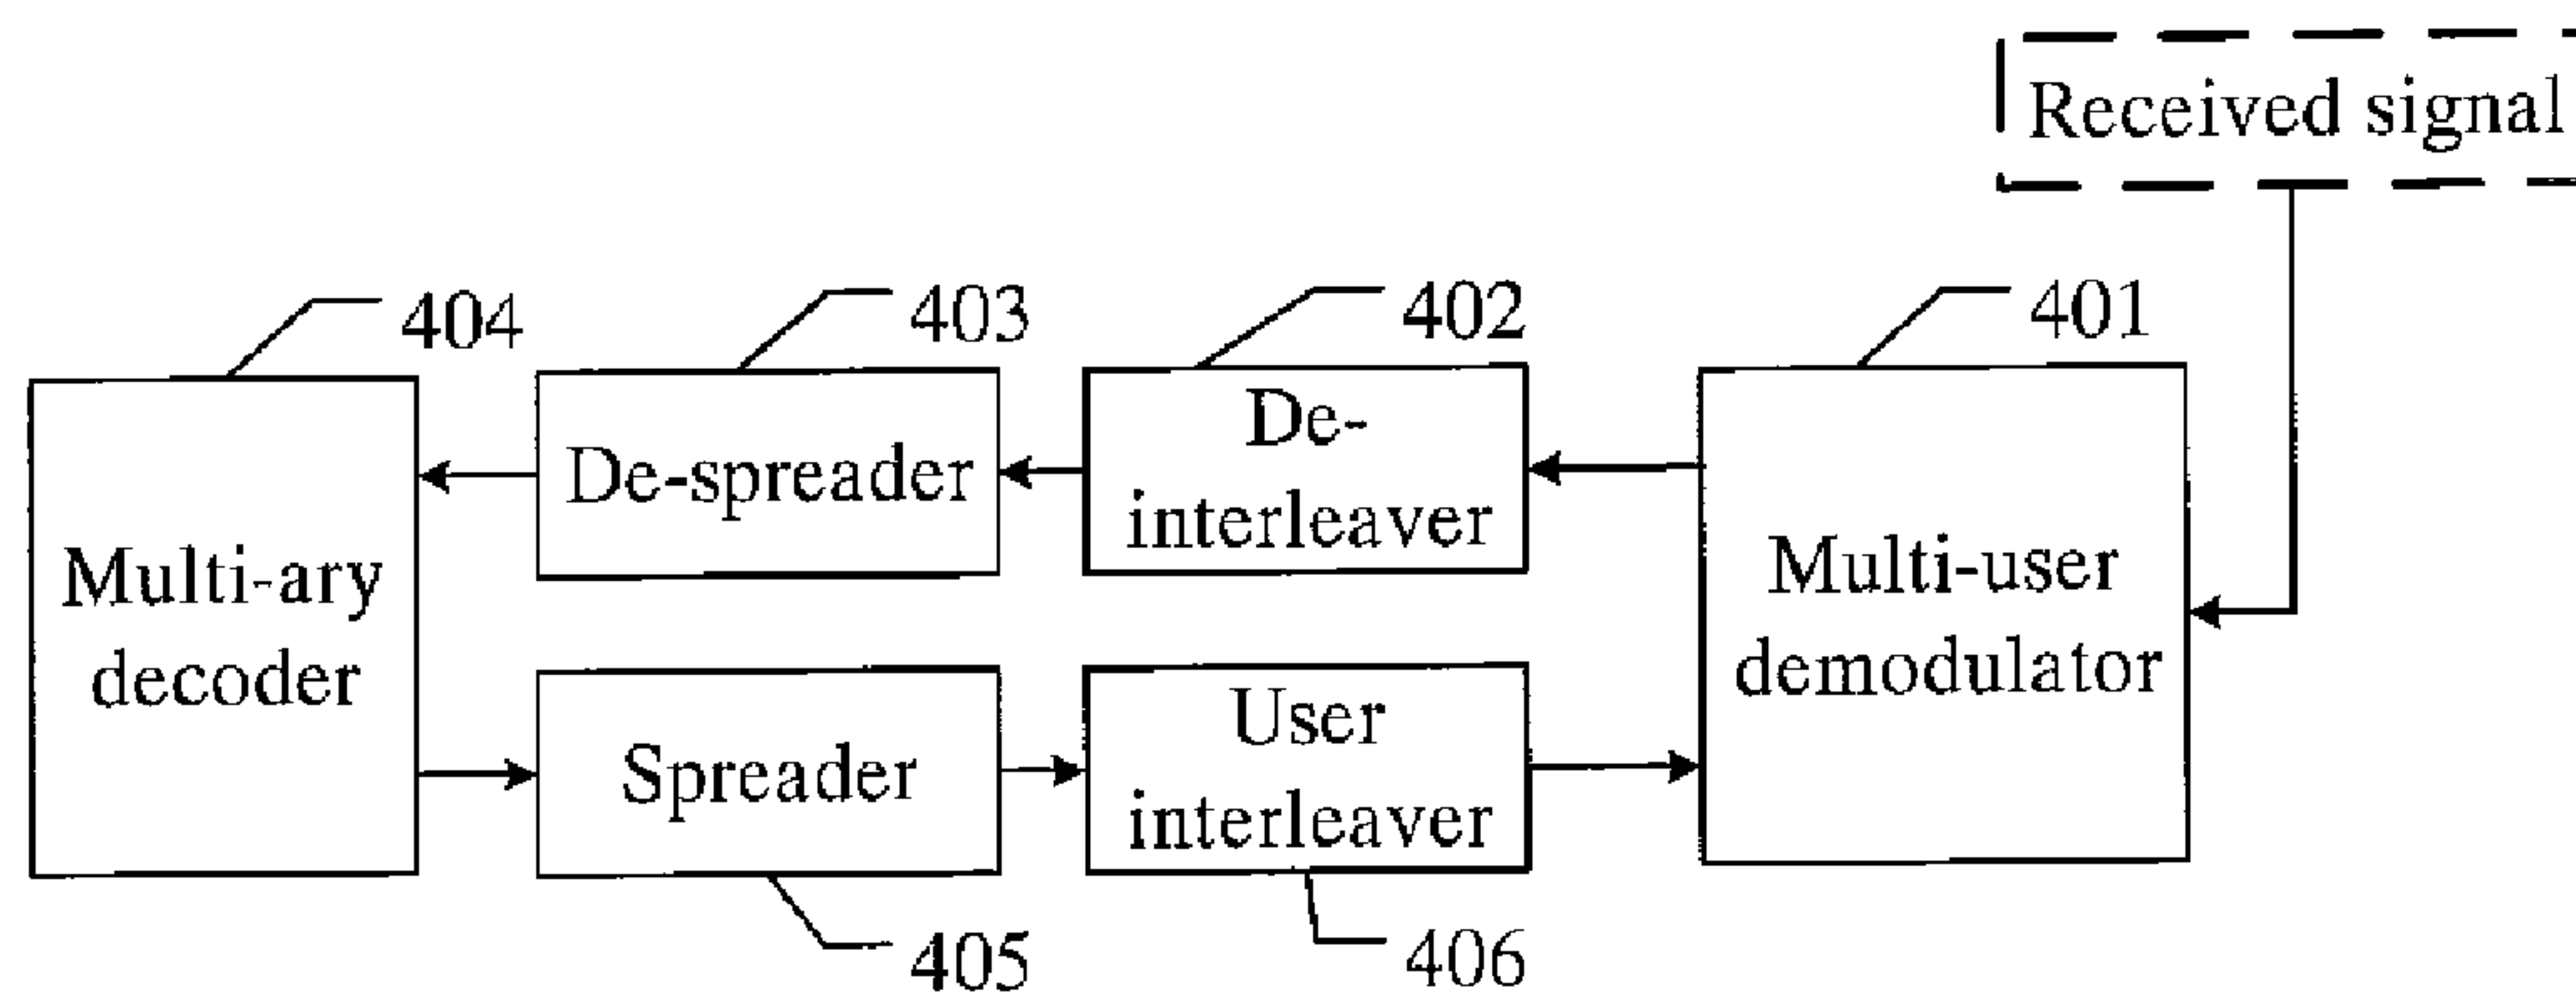 Received signal
404
403
402
401
Multi-ary
decoder
De-spreader
De-
interleaver
Multi-user
demodulator
Spreader
User
interleaver
405
406